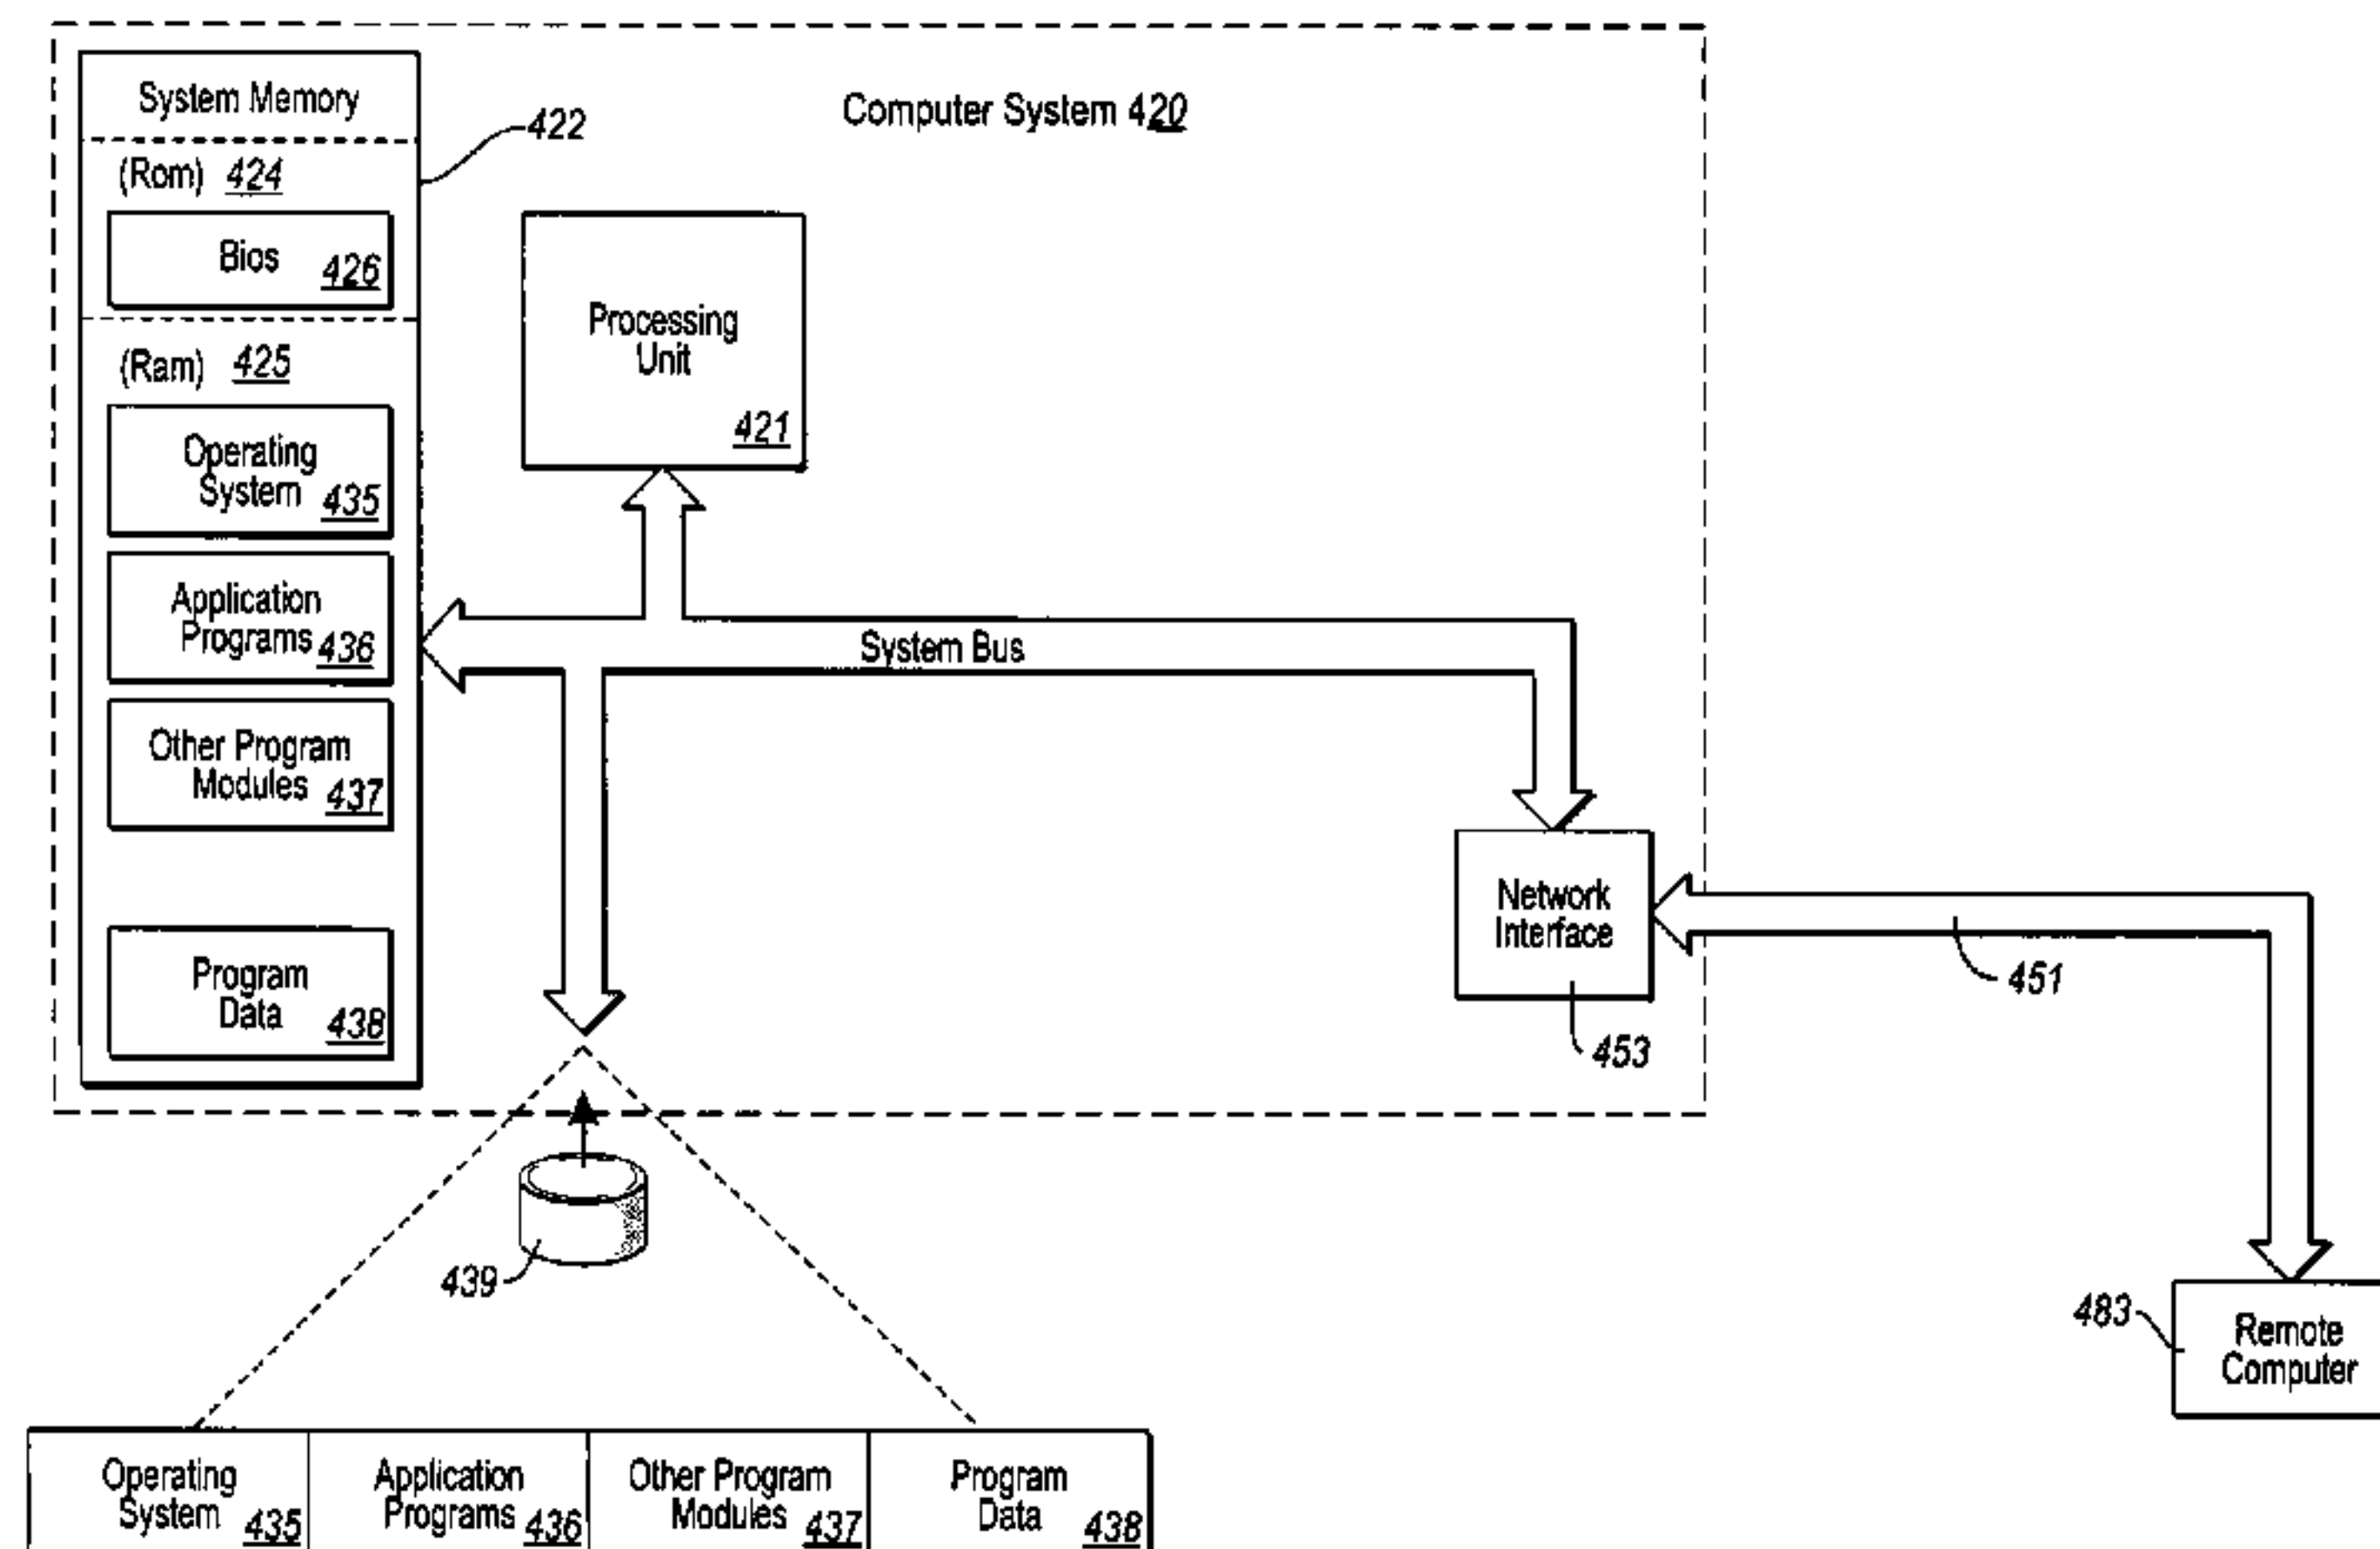 System Memory
422
Computer System 420
(Rom) 424
Bios
426
(Ram) 425
Operating
System 435
Application
Programs 436
Other Program
Modules 437
Program
Data 438
Processing
Unit
421
System Bus
Network
Interface
453
451
439
483
Remote
Computer
Operating
System 435
Application
Programs 436
Other Program
Modules 437
Program
Data 438